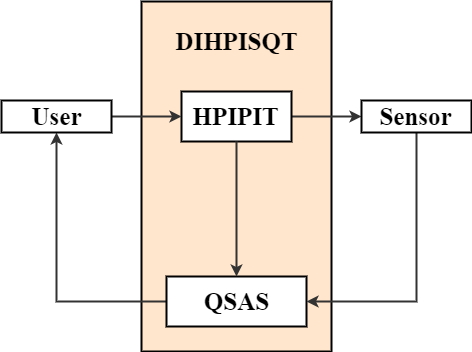 DIHPISQT
User
HPIPIT
Sensor
QSAS